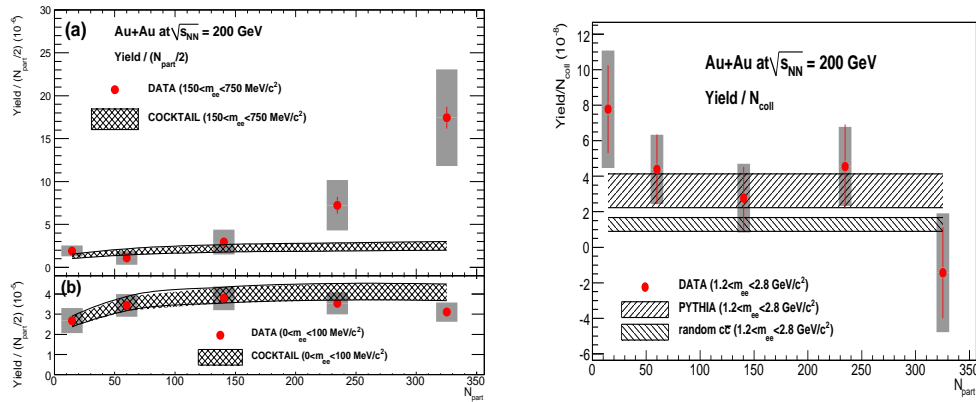 Yield / (N_part/2) (10^-6)
30
25
20
15
10
5
0
(a)
Au+Au at √s_NN = 200 GeV
Yield / (N_part/2)
DATA (150<m_ee<750 MeV/c²)
COCKTAIL (150<m_ee<750 MeV/c²)
Yield / (N_part/2) (10^-6)
5
4
3
2
1
0
(b)
DATA (0<m_ee<100 MeV/c²)
COCKTAIL (0<m_ee<100 MeV/c²)
0 50 100 150 200 250 300 350
N_part
Yield/N_coll (10^-8)
12
10
8
6
4
2
0
-2
-4
-6
Au+Au at √s_NN = 200 GeV
Yield / N_coll
DATA (1.2<m_ee<2.8 GeV/c²)
PYTHIA (1.2<m_ee<2.8 GeV/c²)
random cc̄ (1.2<m_ee<2.8 GeV/c²)
0 50 100 150 200 250 300 350
N_part